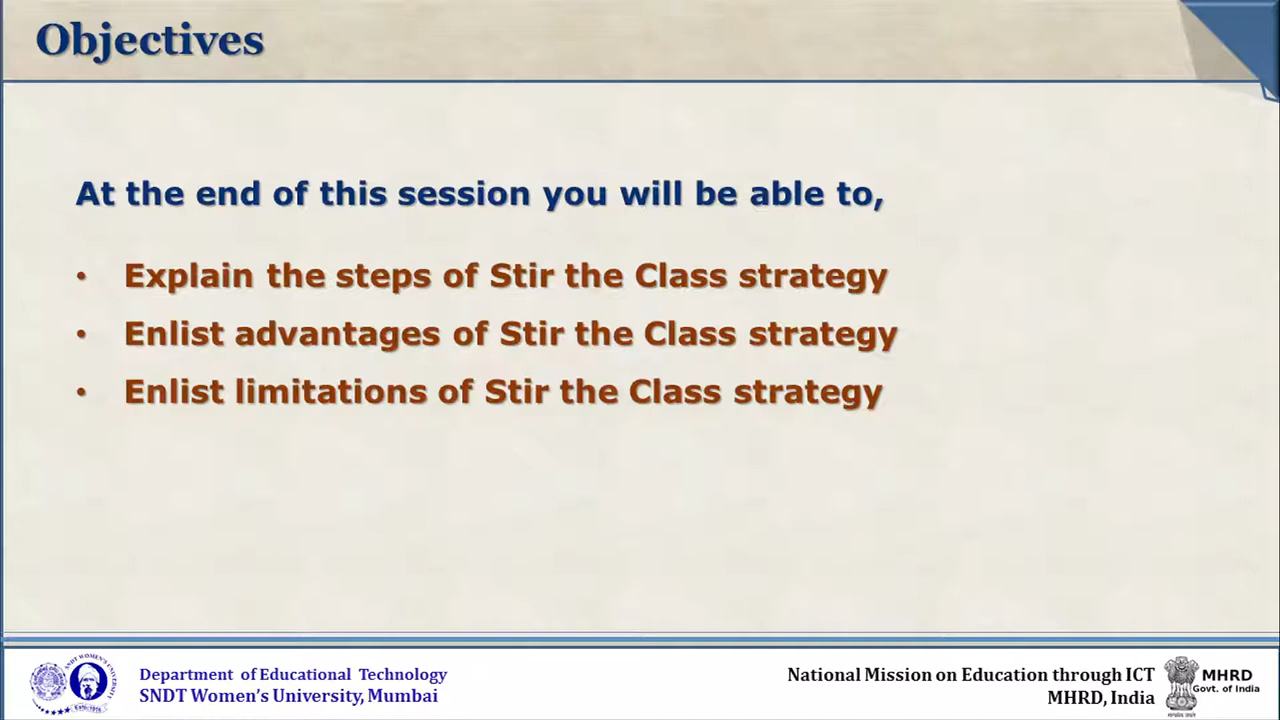 Objectives
At the end of this session you will be able to,
• Explain the steps of Stir the Class strategy
• Enlist advantages of Stir the Class strategy
• Enlist limitations of Stir the Class strategy
Department of Educational Technology
SNDT Women's University, Mumbai
National Mission on Education through ICT
MHRD, India
MHRD
Govt. of India